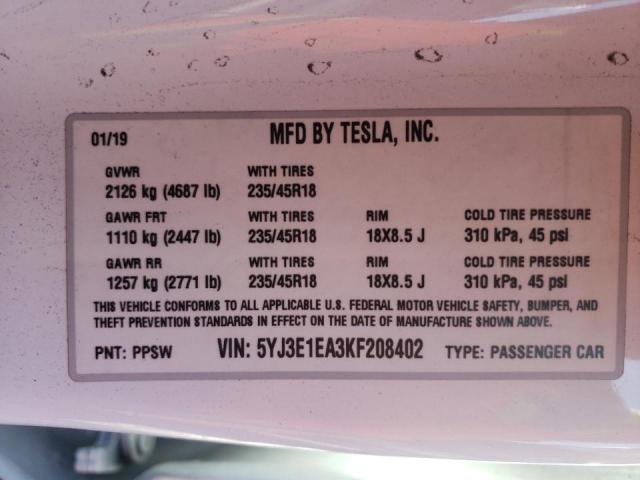 01/19 MFD BY TESLA, INC.
GVWR WITH TIRES
2126 kg (4687 lb) 235/45R18
GAWR FRT WITH TIRES RIM COLD TIRE PRESSURE
1110 kg (2447 lb) 235/45R18 18X8.5 J 310 kPa, 45 psi
GAWR RR WITH TIRES RIM COLD TIRE PRESSURE
1257 kg (2771 lb) 235/45R18 18X8.5 J 310 kPa, 45 psi
THIS VEHICLE CONFORMS TO ALL APPLICABLE U.S. FEDERAL MOTOR VEHICLE SAFETY, BUMPER, AND
THEFT PREVENTION STANDARDS IN EFFECT ON THE DATE OF MANUFACTURE SHOWN ABOVE.
PNT: PPSW VIN: 5YJ3E1EA3KF208402 TYPE: PASSENGER CAR